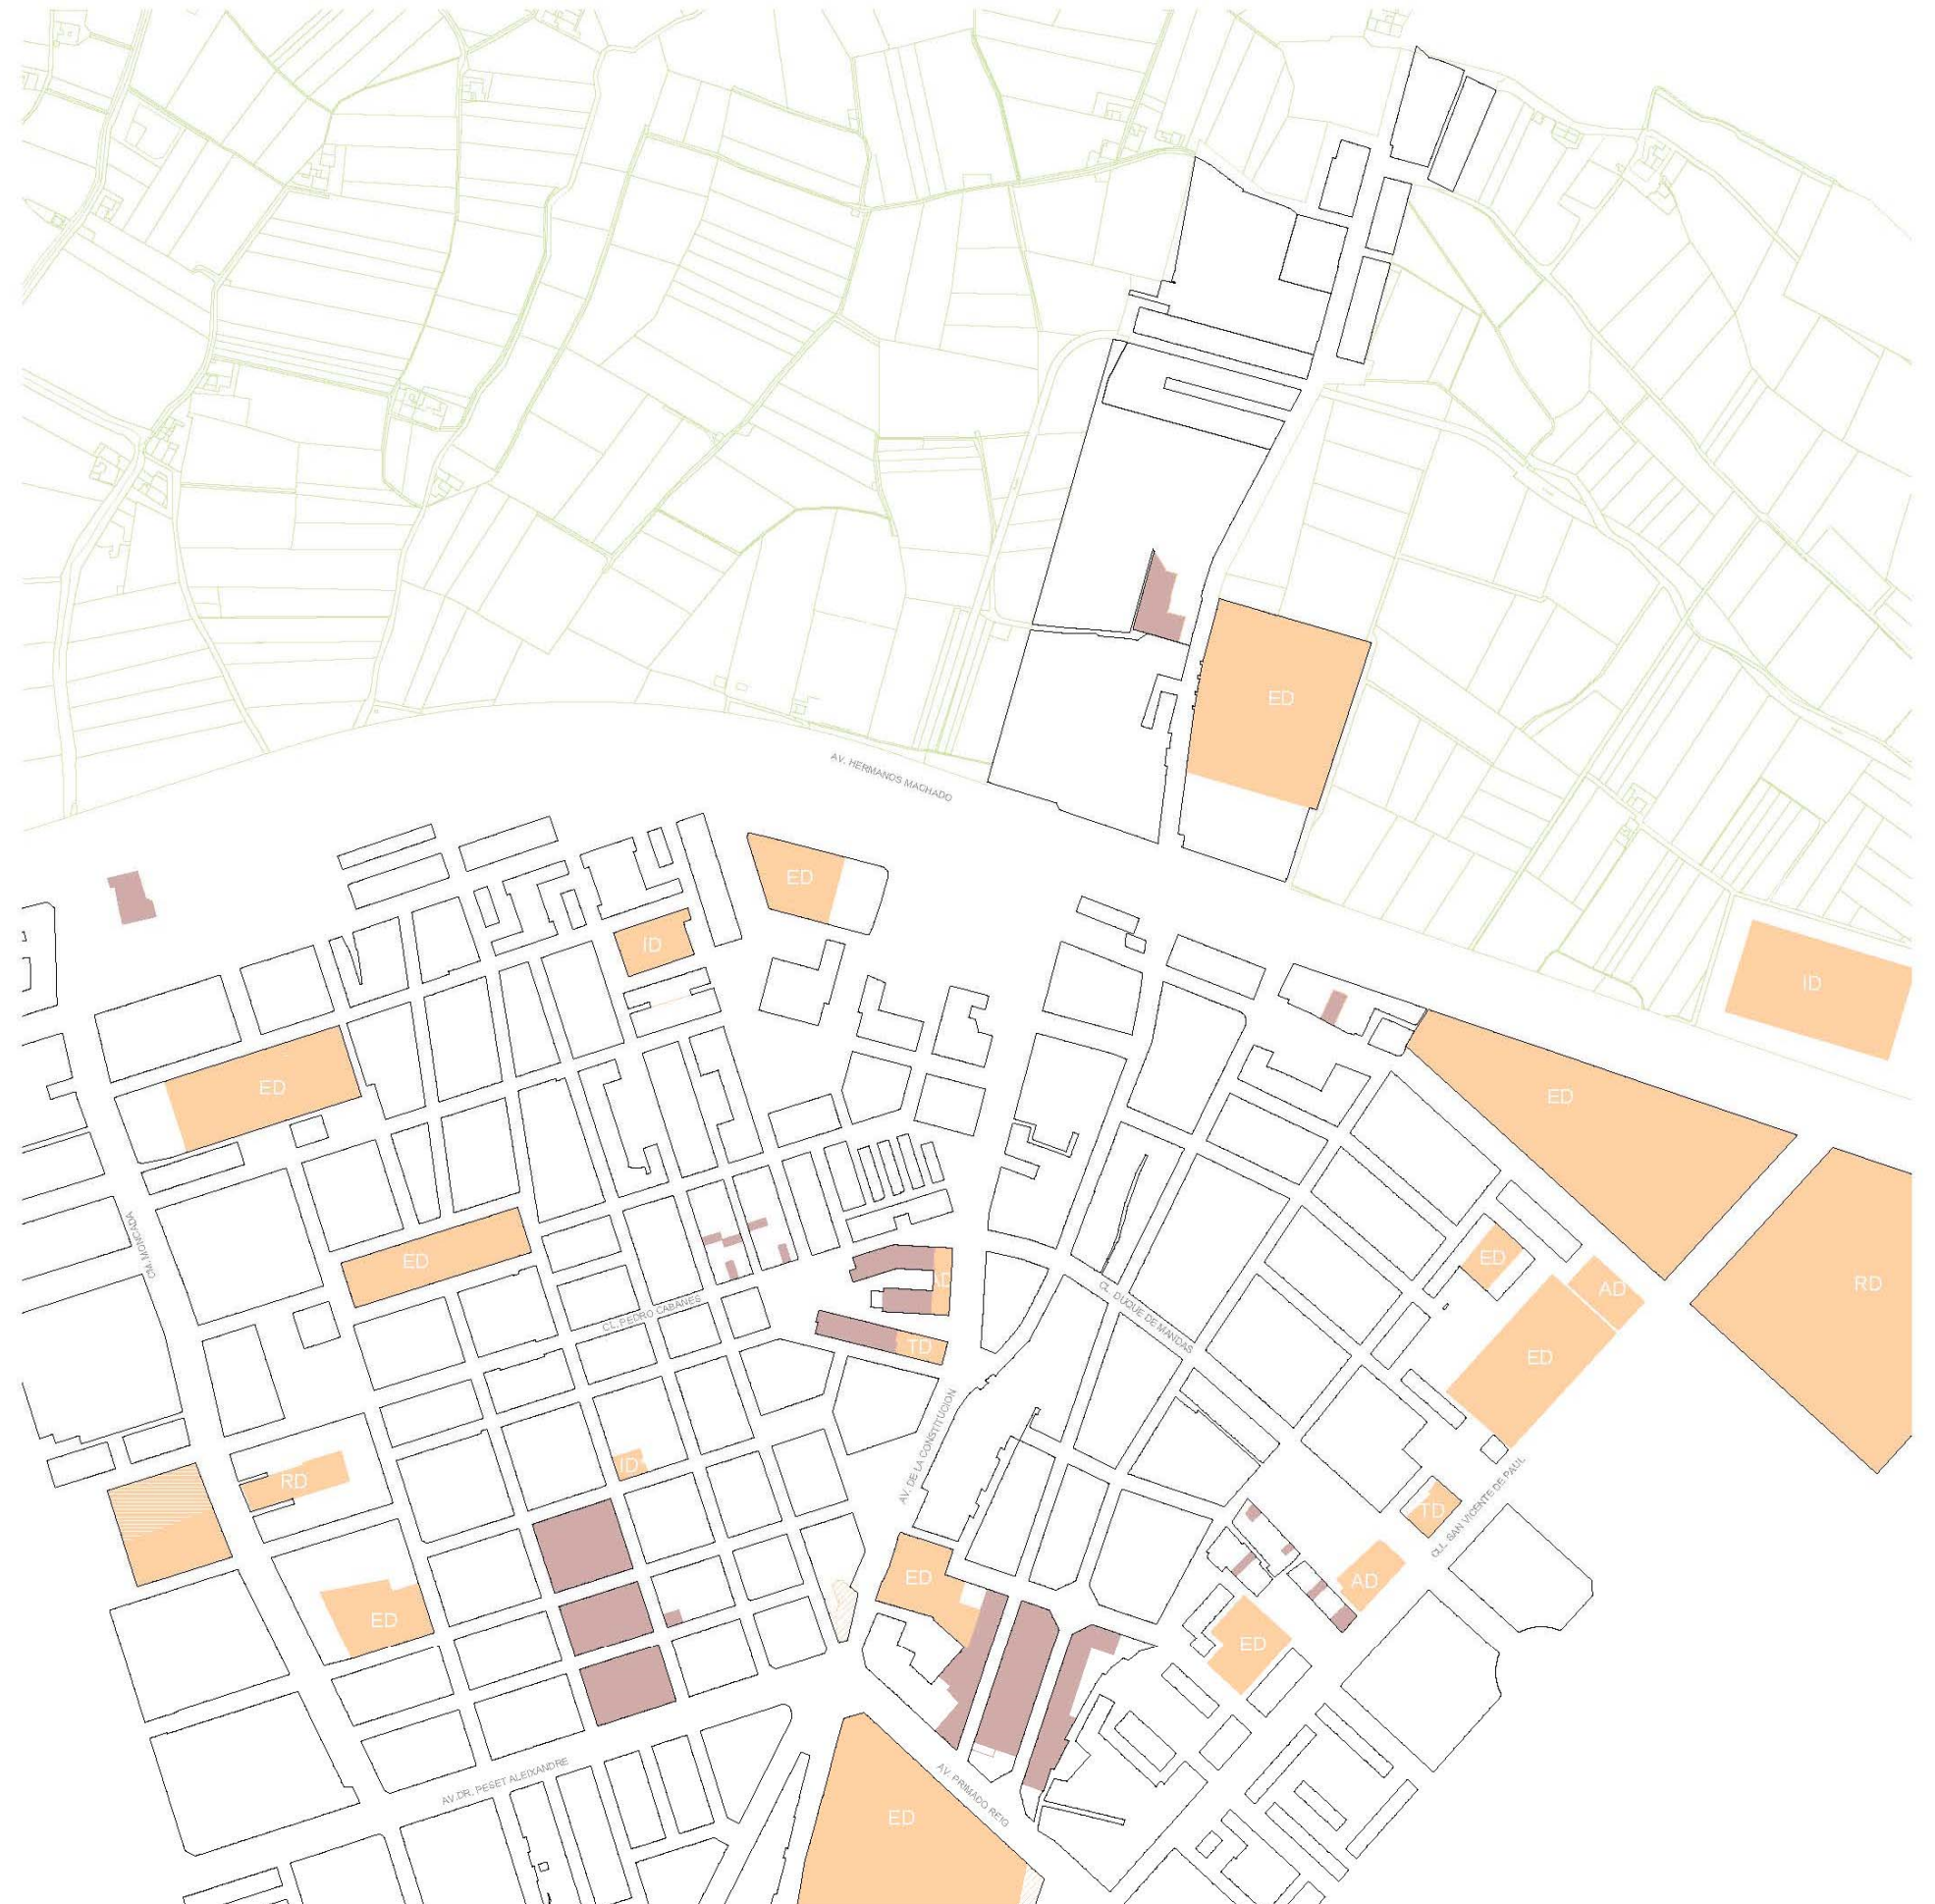 ED
AV. HERMANOS MACHADO
ED
ID
ID
ED
ED
CM. MONCADA
ED
ED
AD
AD
RD
CL. PEDRO CABANES
CL. DUQUE DE MANDAS
TD
ED
AV. DE LA CONSTITUCION
ID
RD
TD
CL. SAN VICENTE DE PAUL
ED
AD
ED
ED
AV.DR. PESET ALEIXANDRE
AV. PRIMADO REIG
ED